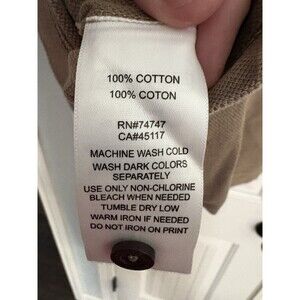 100% COTTON
100% COTON
RN#74747
CA#45117
MACHINE WASH COLD
WASH DARK COLORS
SEPARATELY
USE ONLY NON-CHLORINE
BLEACH WHEN NEEDED
TUMBLE DRY LOW
WARM IRON IF NEEDED
DO NOT IRON ON PRINT